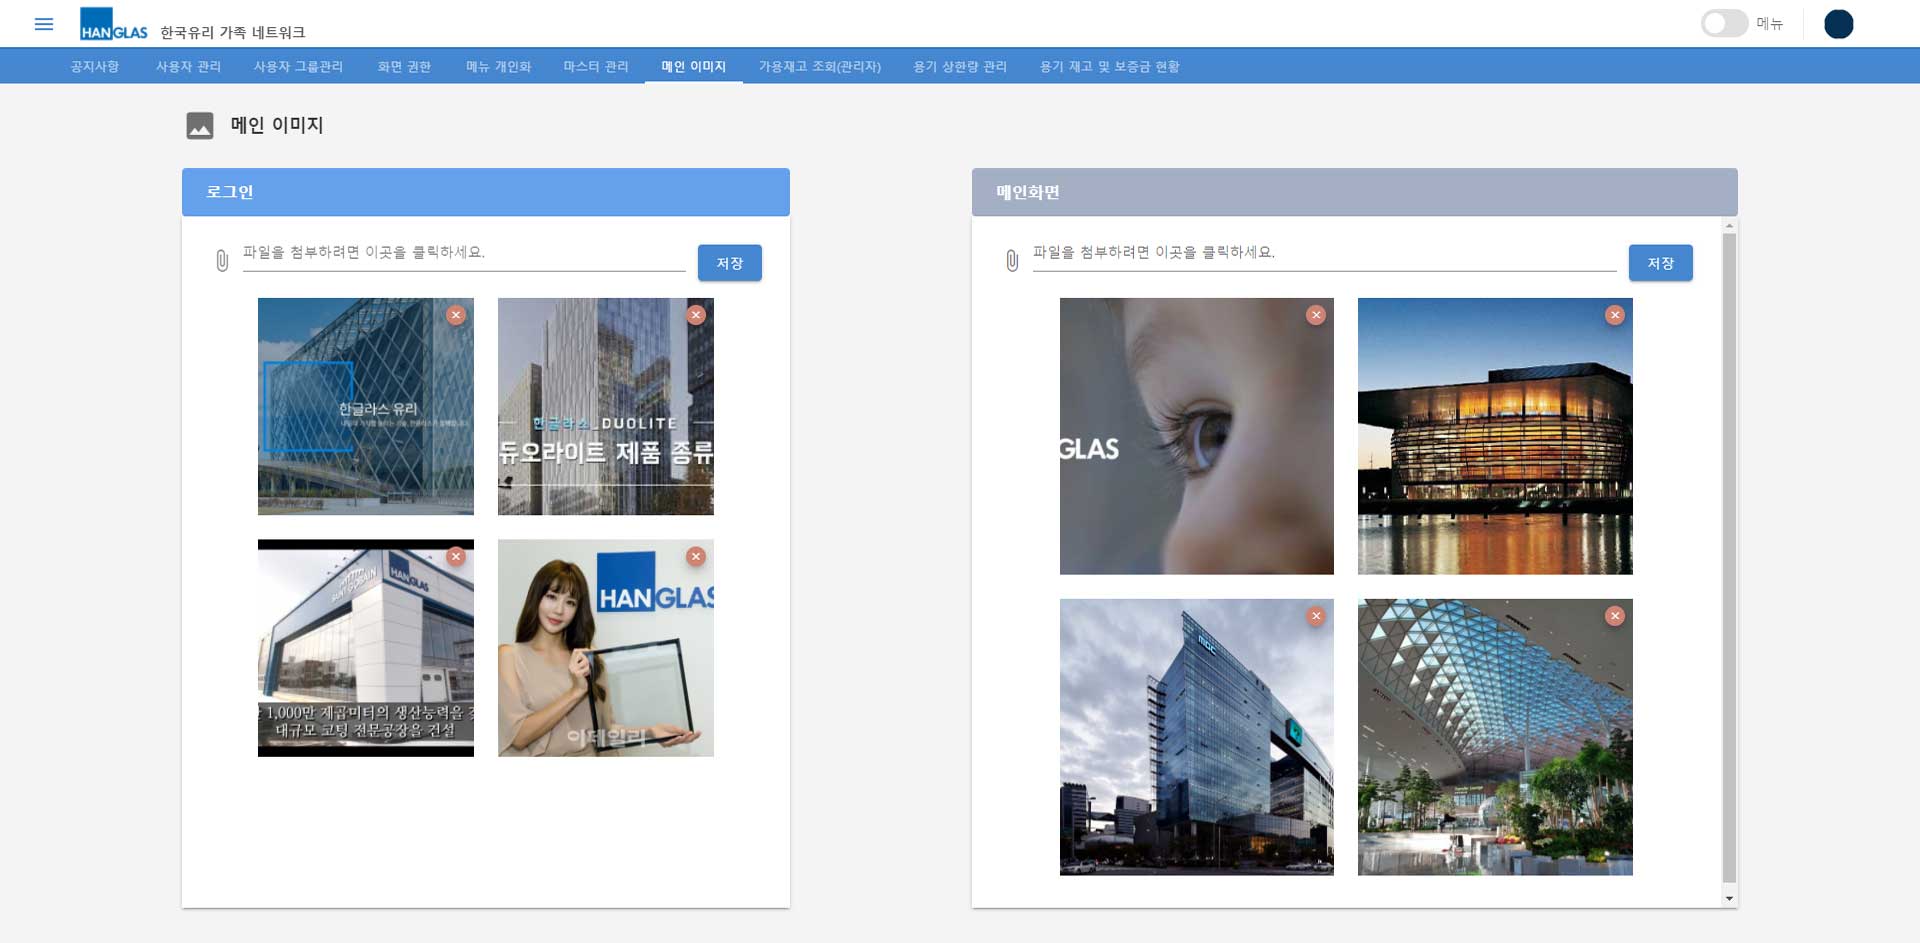 HANGLAS 한국유리 가족 네트워크
메뉴
공지사항 사용자 관리 사용자 그룹관리 화면 권한 메뉴 개인화 마스터 관리 메인 이미지 가용재고 조회(관리자) 용기 상한량 관리 용기 재고 및 보증금 현황
메인 이미지
로그인
파일을 첨부하려면 이곳을 클릭하세요.
저장
한글라스 유리
한글라스_DUOLITE
듀오라이트 제품 종류
SAINT-GOBAIN
HANGLAS
1,000만 제곱미터의 생산능력을 갖
대규모 코팅 전문공장을 건설
HANGLAS
이데일리
메인화면
파일을 첨부하려면 이곳을 클릭하세요.
저장
GLAS
mbc
Transfer Lounge